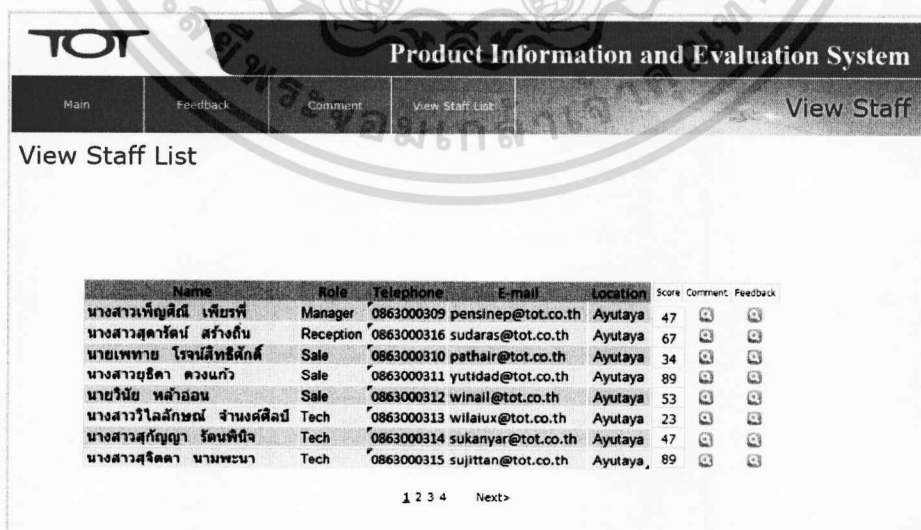 TOT
Product Information and Evaluation System
Main Feedback Comment View Staff List View Staff
View Staff List
Name Role Telephone E-mail Location Score Comment Feedback
นางสาวเพ็ญศิณี เพียรพี่ Manager 0863000309 pensinep@tot.co.th Ayutaya 47
นางสาวสุดารัตน์ สร้างถิ่น Reception 0863000316 sudaras@tot.co.th Ayutaya 67
นายเพทาย โรจน์สิทธิศักดิ์ Sale 0863000310 pathair@tot.co.th Ayutaya 34
นางสาวยุธิดา ดวงแก้ว Sale 0863000311 yutidad@tot.co.th Ayutaya 89
นายวินัย หล้าอ่อน Sale 0863000312 winail@tot.co.th Ayutaya 53
นางสาววิไลลักษณ์ จำนงค์ศิลป์ Tech 0863000313 wilaiux@tot.co.th Ayutaya 23
นางสาวสุกัญญา รัตนพินิจ Tech 0863000314 sukanyar@tot.co.th Ayutaya 47
นางสาวสุจิตตา นามพะนา Tech 0863000315 sujittan@tot.co.th Ayutaya 89
1 2 3 4 Next>